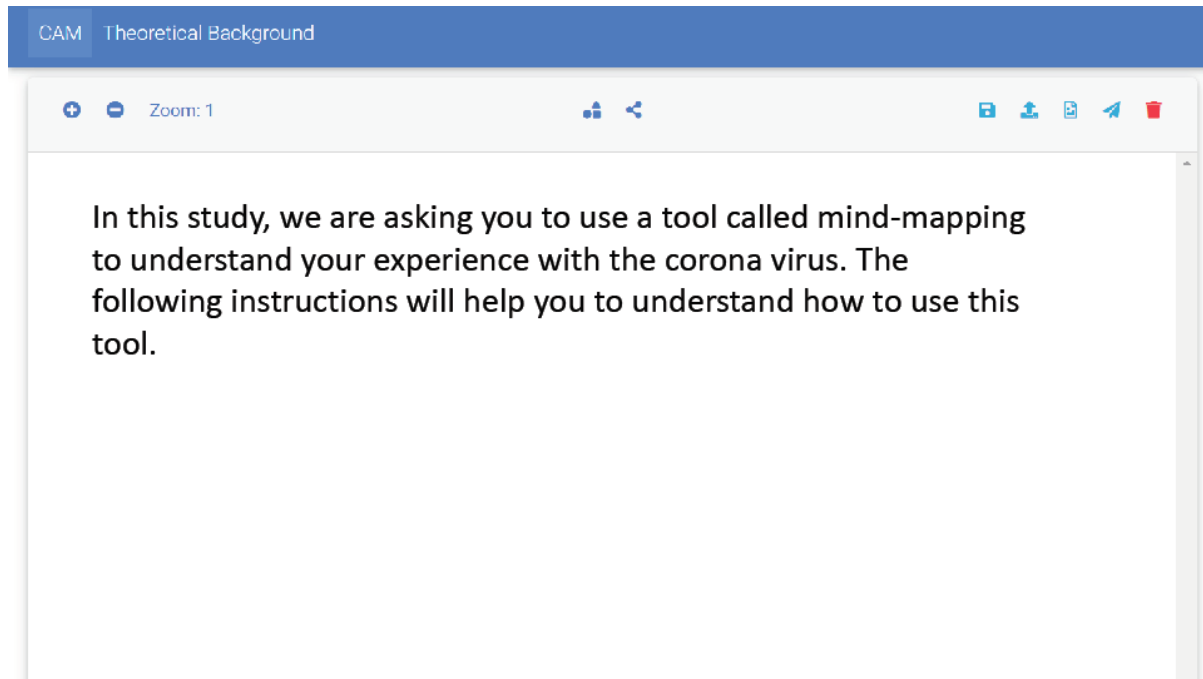 CAM Theoretical Background
Zoom: 1
In this study, we are asking you to use a tool called mind-mapping
to understand your experience with the corona virus. The
following instructions will help you to understand how to use this
tool.